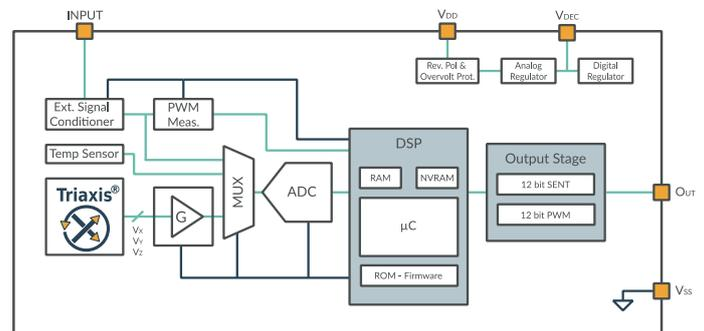 INPUT
VDD
VDEC
Rev. Pol &
Overvolt Prot.
Analog
Regulator
Digital
Regulator
Ext. Signal
Conditioner
PWM
Meas.
Temp Sensor
Triaxis®
VX
VY
VZ
G
MUX
ADC
DSP
RAM
NVRAM
µC
ROM - Firmware
Output Stage
12 bit SENT
12 bit PWM
OUT
VSS